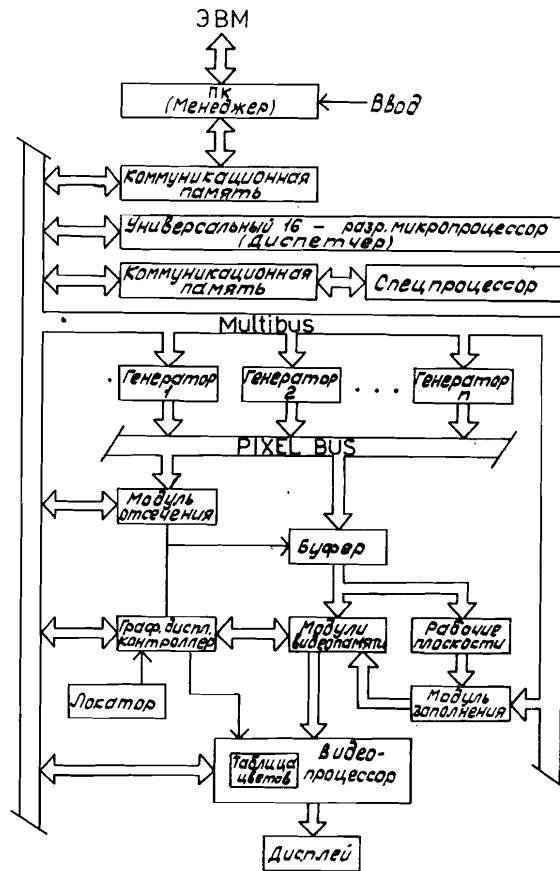 ЭВМ
ПК
(Менеджер)
Ввод
Коммуникационная
память
Универсальный 16 – разр. микропроцессор
(Диспетчер)
Коммуникационная
память
Спецпроцессор
Multibus
Генератор
1
Генератор
2
. . .
Генератор
n
PIXEL BUS
Модуль
отсечения
Буфер
Граф. диспл.
контроллер
Модули
видеопамяти
Рабочие
плоскости
Локатор
Модуль
заполнения
Таблица
цветов
Видео-
процессор
Дисплей